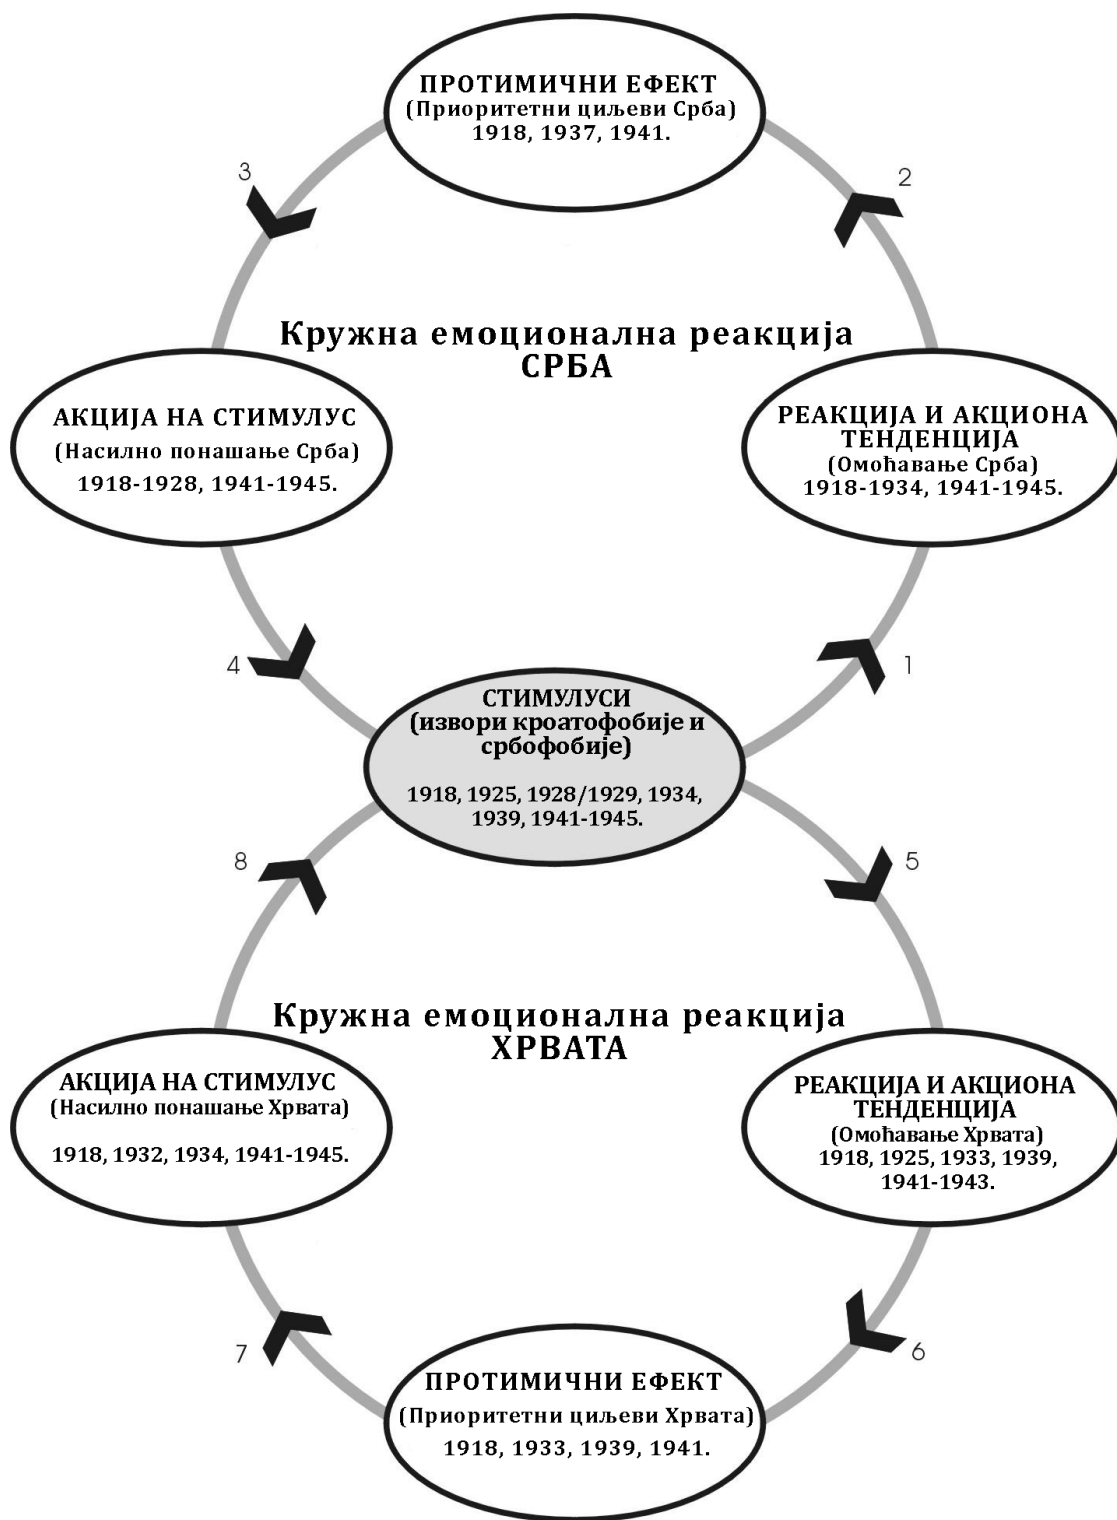 ПРОТИМИЧНИ ЕФЕКТ
(Приоритетни циљеви Срба)
1918, 1937, 1941.
3
2
Кружна емоционална реакција
СРБА
АКЦИЈА НА СТИМУЛУС
(Насилно понашање Срба)
1918-1928, 1941-1945.
РЕАКЦИЈА И АКЦИОНА
ТЕНДЕНЦИЈА
(Омоћавање Срба)
1918-1934, 1941-1945.
4
1
СТИМУЛУСИ
(извори кроатофобије и
србофобије)
1918, 1925, 1928/1929, 1934,
1939, 1941-1945.
8
5
Кружна емоционална реакција
ХРВАТА
АКЦИЈА НА СТИМУЛУС
(Насилно понашање Хрвата)
1918, 1932, 1934, 1941-1945.
РЕАКЦИЈА И АКЦИОНА
ТЕНДЕНЦИЈА
(Омоћавање Хрвата)
1918, 1925, 1933, 1939,
1941-1943.
7
6
ПРОТИМИЧНИ ЕФЕКТ
(Приоритетни циљеви Хрвата)
1918, 1933, 1939, 1941.